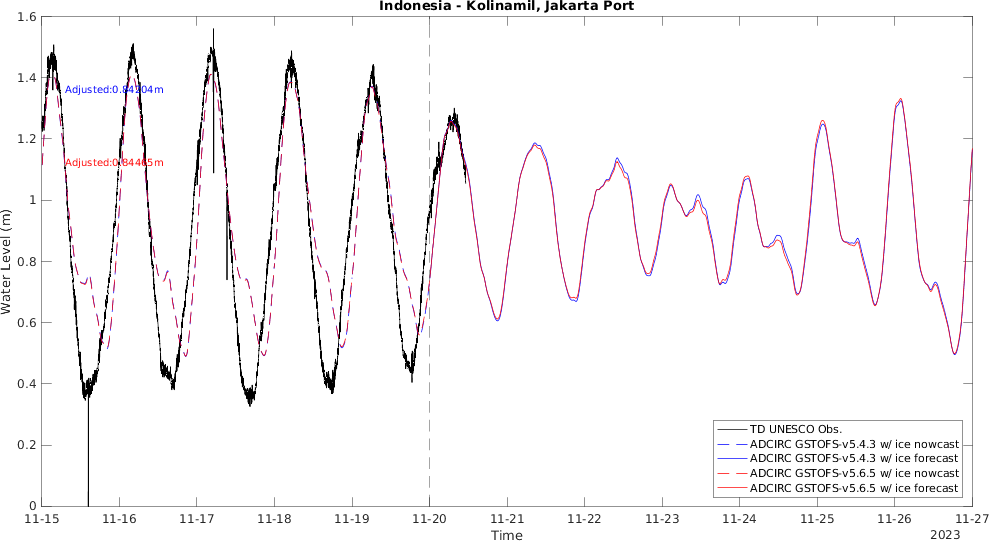 Indonesia - Kolinamil, Jakarta Port
1.6
1.4
1.2
1
0.8
0.6
0.4
0.2
0
Water Level (m)
Adjusted:0.84204m
Adjusted:0.84465m
TD UNESCO Obs.
ADCIRC GSTOFS-v5.4.3 w/ ice nowcast
ADCIRC GSTOFS-v5.4.3 w/ ice forecast
ADCIRC GSTOFS-v5.6.5 w/ ice nowcast
ADCIRC GSTOFS-v5.6.5 w/ ice forecast
11-15 11-16 11-17 11-18 11-19 11-20 11-21 11-22 11-23 11-24 11-25 11-26 11-27
Time
2023